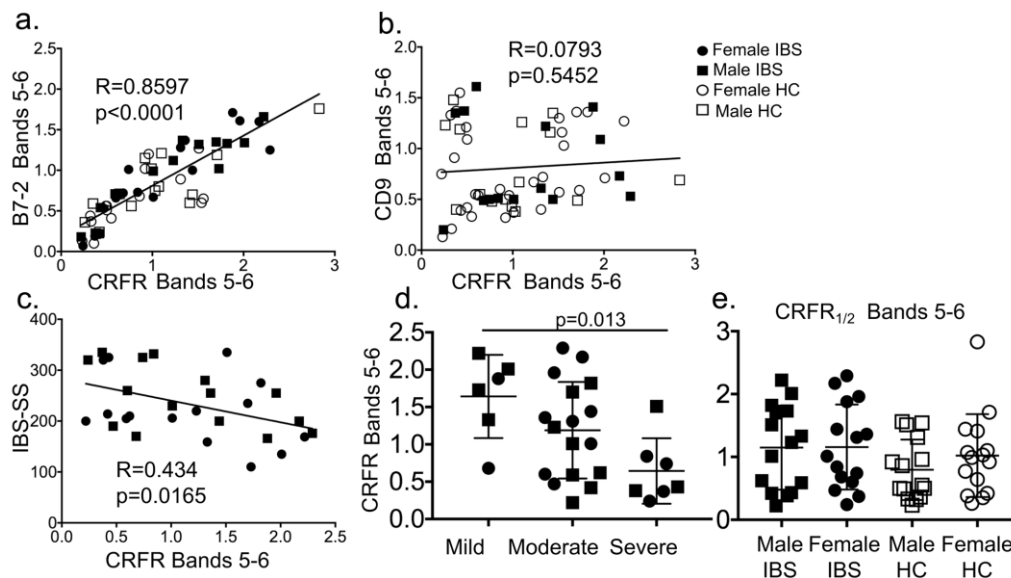 a.
B7-2 Bands 5-6
2.5
2.0
1.5
1.0
0.5
0.0
R=0.8597
p<0.0001
0
1
2
3
CRFR Bands 5-6
b.
CD9 Bands 5-6
2.0
1.5
1.0
0.5
0.0
R=0.0793
p=0.5452
0
1
2
3
CRFR Bands 5-6
Female IBS
Male IBS
Female HC
Male HC
c.
IBS-SS
400
300
200
100
0
R=0.434
p=0.0165
0.0
0.5
1.0
1.5
2.0
2.5
CRFR Bands 5-6
d.
CRFR Bands 5-6
2.5
2.0
1.5
1.0
0.5
0.0
p=0.013
Mild
Moderate
Severe
e.
CRFR1/2 Bands 5-6
3
2
1
0
Male
IBS
Female
IBS
Male
HC
Female
HC